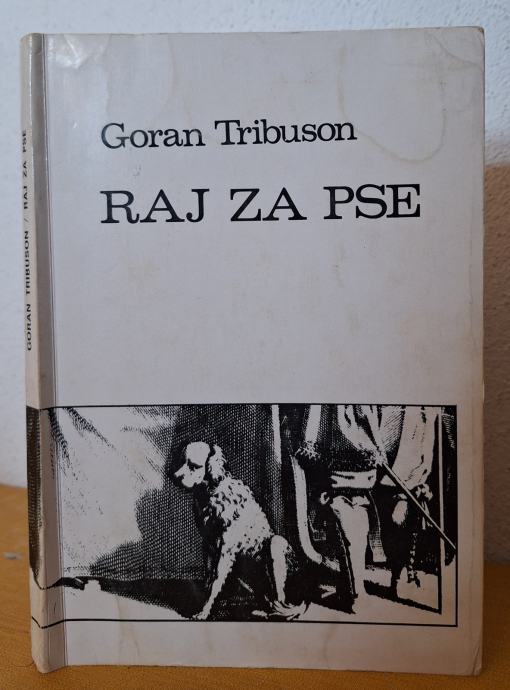 Goran Tribuson
RAJ ZA PSE
GORAN TRIBUSON / RAJ ZA PSE